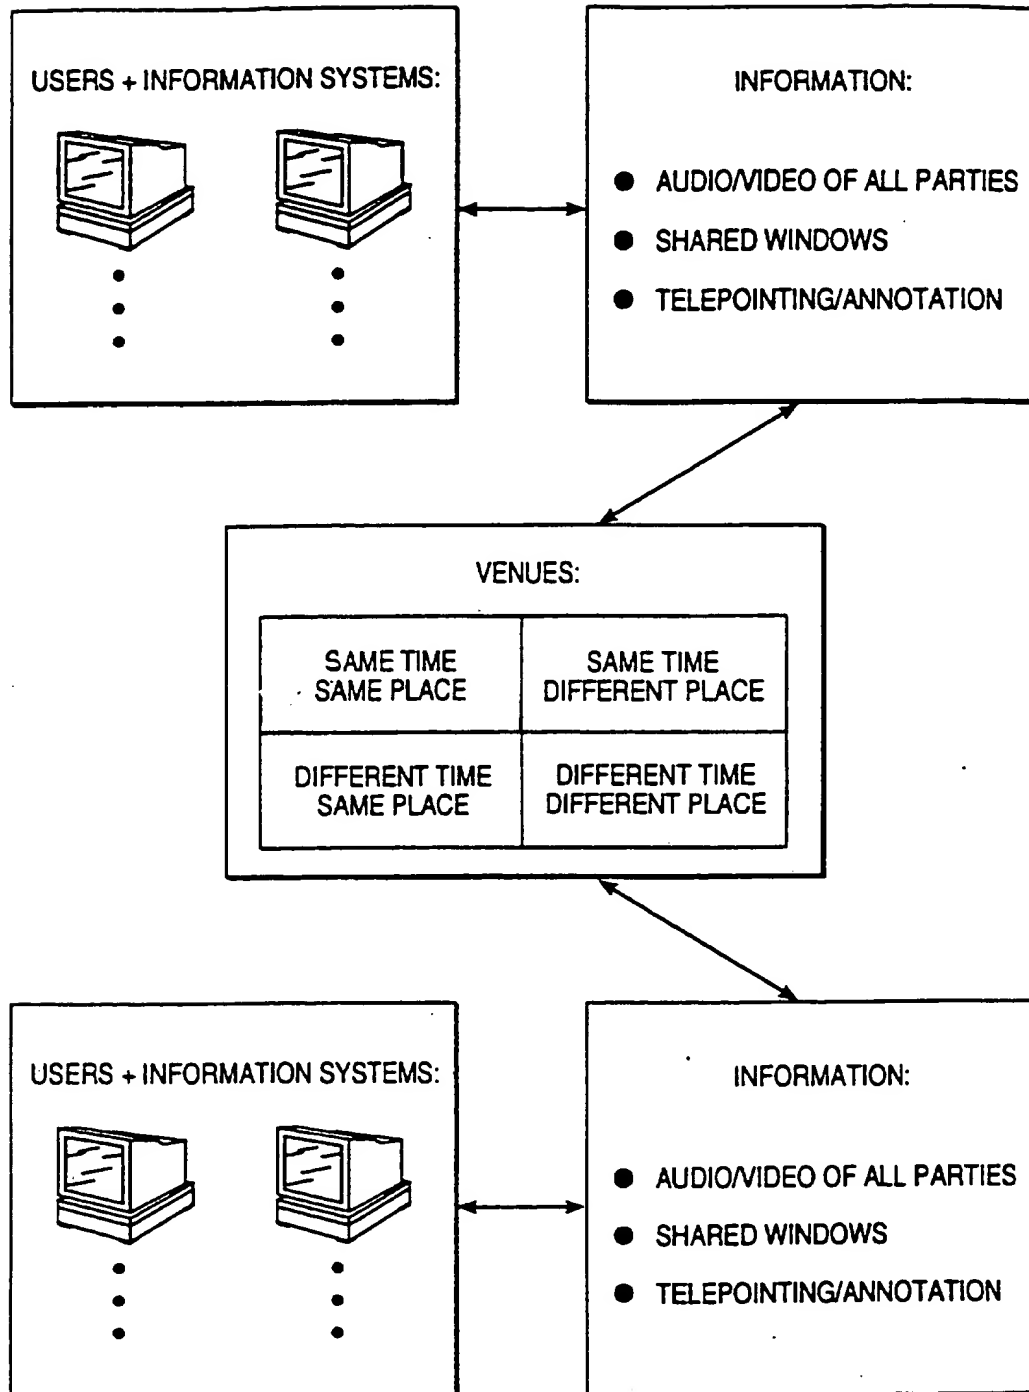 USERS + INFORMATION SYSTEMS:
INFORMATION:
● AUDIO/VIDEO OF ALL PARTIES
● SHARED WINDOWS
● TELEPOINTING/ANNOTATION
VENUES:
SAME TIME
SAME PLACE
SAME TIME
DIFFERENT PLACE
DIFFERENT TIME
SAME PLACE
DIFFERENT TIME
DIFFERENT PLACE
USERS + INFORMATION SYSTEMS:
INFORMATION:
● AUDIO/VIDEO OF ALL PARTIES
● SHARED WINDOWS
● TELEPOINTING/ANNOTATION